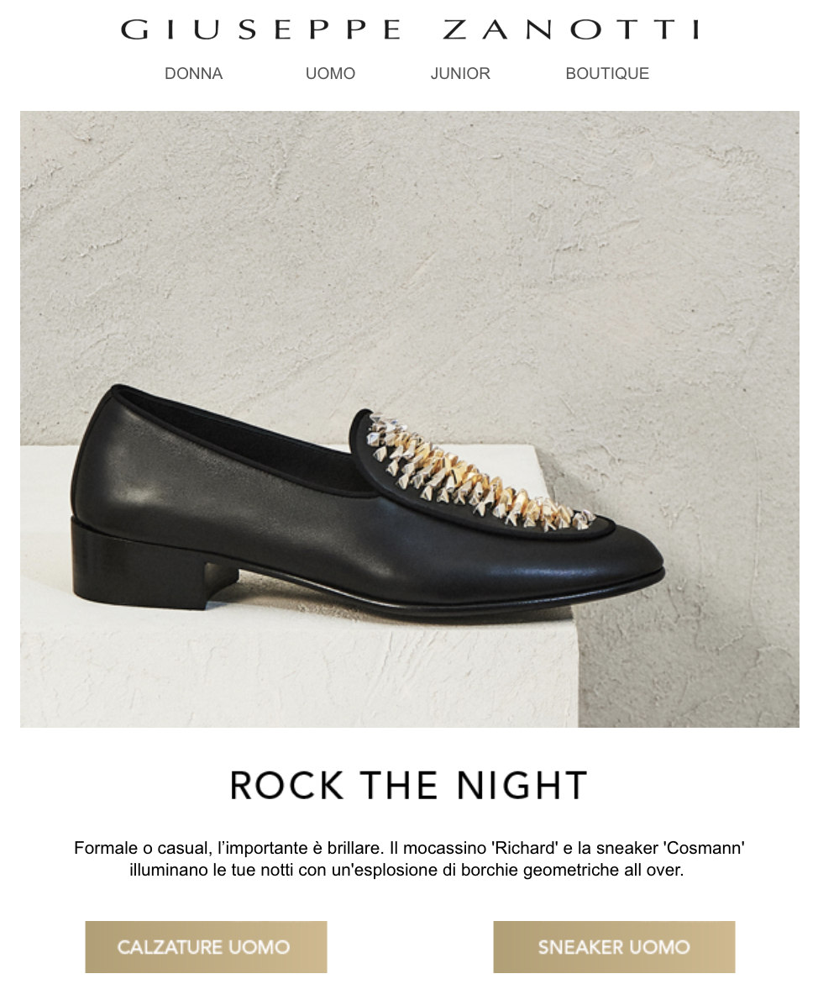 GIUSEPPE ZANOTTI
DONNA UOMO JUNIOR BOUTIQUE
ROCK THE NIGHT
Formale o casual, l’importante è brillare. Il mocassino 'Richard' e la sneaker 'Cosmann'
illuminano le tue notti con un'esplosione di borchie geometriche all over.
CALZATURE UOMO SNEAKER UOMO